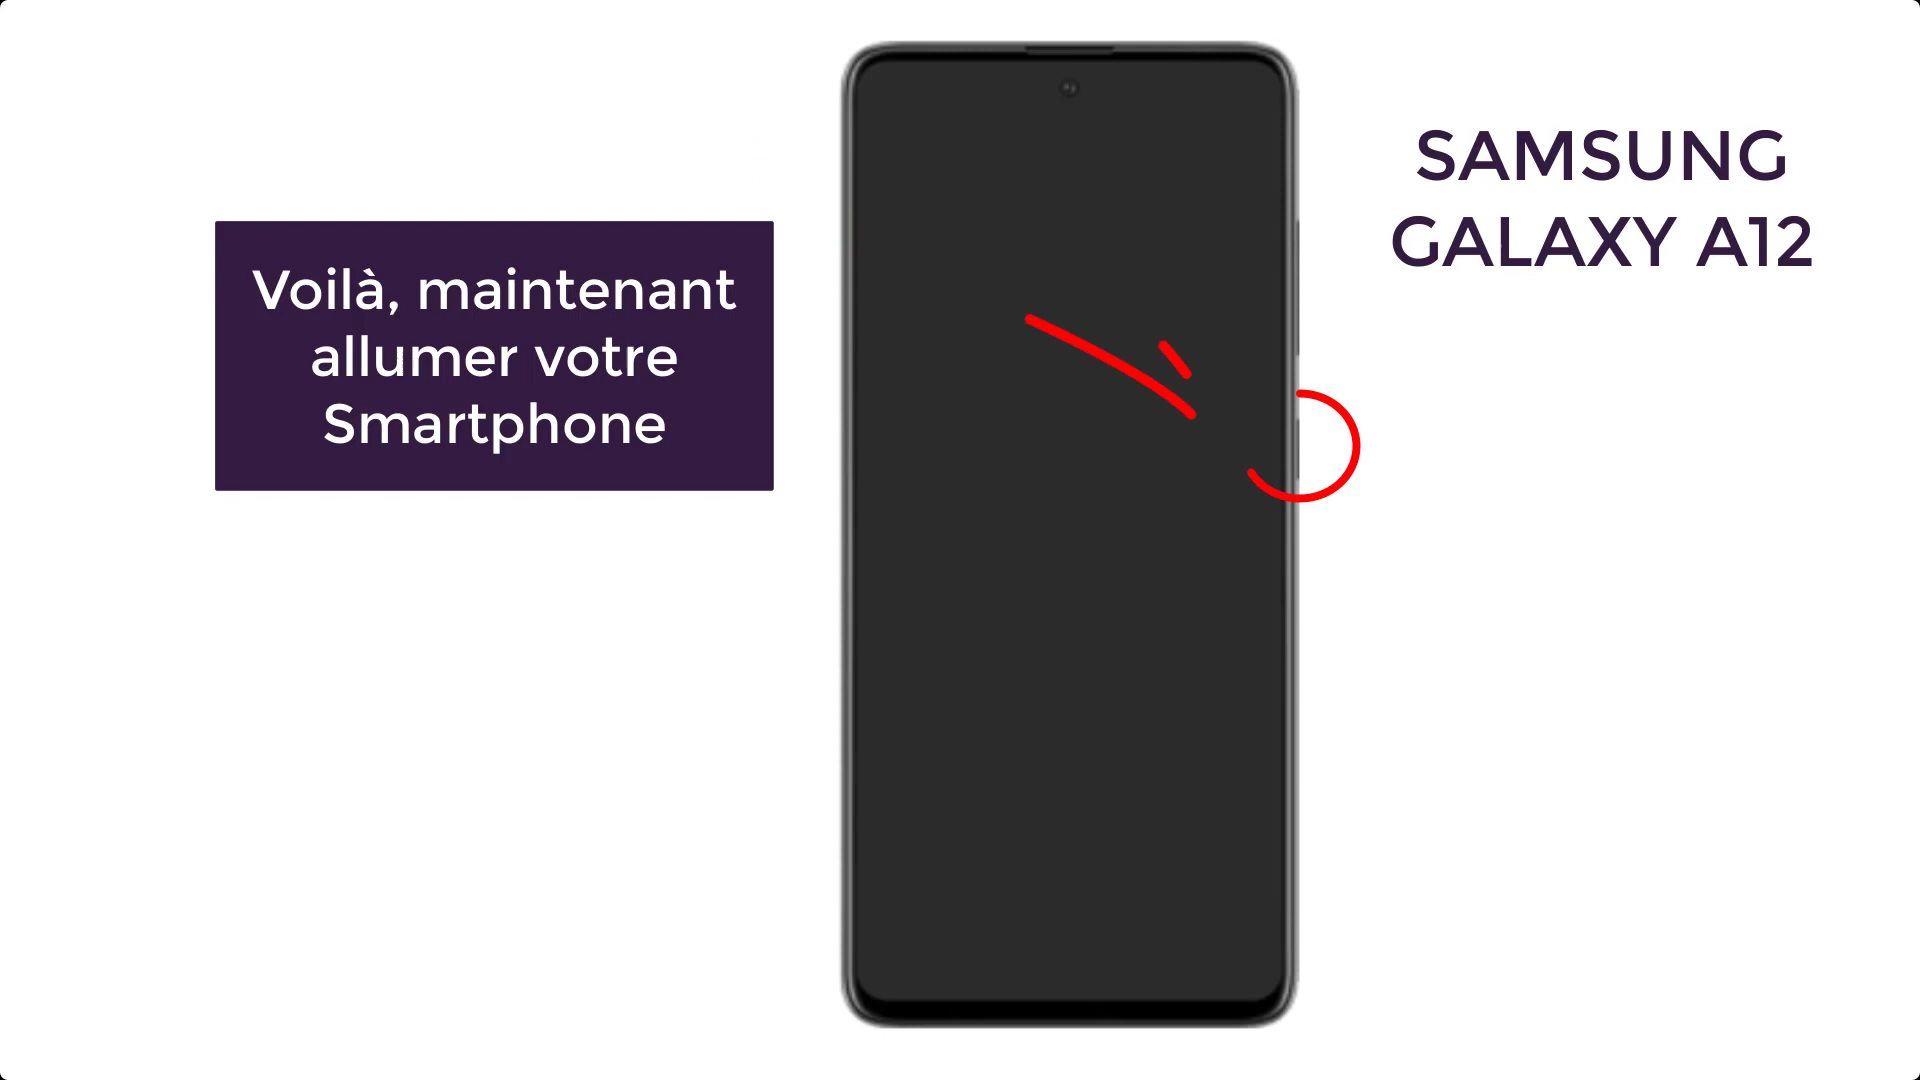 Voilà, maintenant
allumer votre
Smartphone
SAMSUNG
GALAXY A12